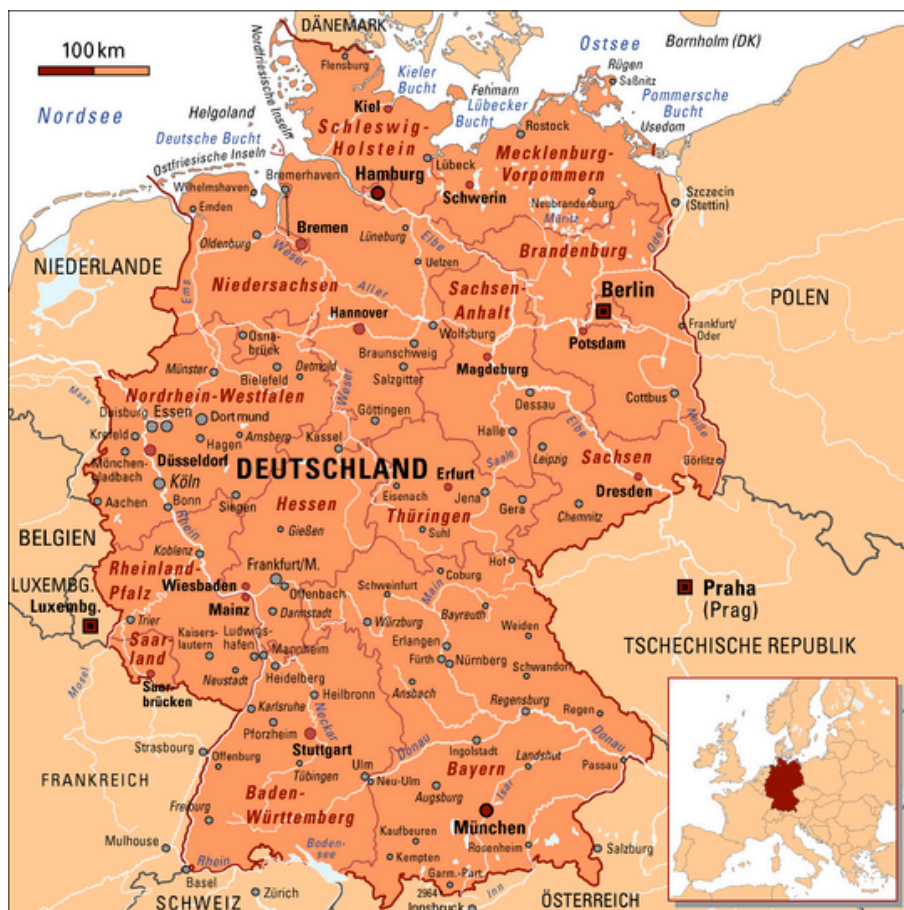 100 km
DÄNEMARK
Ostsee
Bornholm (DK)
Nordfriesische Inseln
Flensburg
Kieler
Bucht
Fehmarn
Rügen
Saßnitz
Nordsee
Helgoland
Kiel
Lübecker
Bucht
Pommersche
Bucht
Usedom
Deutsche Bucht
Schleswig-
Holstein
Rostock
Ostfriesische Inseln
Lübeck
Mecklenburg-
Vorpommern
Bremerhaven
Hamburg
Wilhelmshaven
Schwerin
Neubrandenburg
Szczecin
(Stettin)
Emden
Müritz
Oldenburg
Bremen
Lüneburg
Elbe
Brandenburg
Oder
Weser
Uelzen
NIEDERLANDE
Ems
Niedersachsen
Aller
Sachsen-
Anhalt
Berlin
POLEN
Hannover
Wolfsburg
Potsdam
Frankfurt/
Oder
Osna-
brück
Braunschweig
Magdeburg
Münster
Bielefeld
Detmold
Salzgitter
Weser
Maas
Nordrhein-Westfalen
Dessau
Cottbus
Duisburg
Essen
Dortmund
Göttingen
Elbe
Neiße
Krefeld
Hagen
Arnsberg
Kassel
Halle
Leipzig
Sachsen
Görlitz
Düsseldorf
DEUTSCHLAND
Saale
Mönchen-
gladbach
Köln
Erfurt
Dresden
Aachen
Bonn
Siegen
Hessen
Eisenach
Jena
Gera
Chemnitz
Thüringen
BELGIEN
Rhein
Gießen
Suhl
Koblenz
Hof
Rheinland-
Pfalz
Frankfurt/M.
Coburg
LUXEMBG.
Wiesbaden
Offenbach
Schweinfurt
Main
Praha
(Prag)
Luxembg.
Mainz
Darmstadt
Bayreuth
Trier
Würzburg
Weiden
Saar-
land
Kaisers-
lautern
Ludwigs-
hafen
Mannheim
Erlangen
TSCHECHISCHE REPUBLIK
Fürth
Nürnberg
Mosel
Saar-
brücken
Neustadt
Heidelberg
Schwandorf
Heilbronn
Ansbach
Regensburg
Regen
Karlsruhe
Neckar
Pforzheim
Strasbourg
Stuttgart
Donau
Ingolstadt
Donau
Offenburg
Landshut
Passau
FRANKREICH
Tübingen
Ulm
Neu-Ulm
Bayern
Baden-
Württemberg
Augsburg
Isar
Freiburg
München
Mulhouse
Boden-
see
Kaufbeuren
Rosenheim
Salzburg
Rhein
Kempten
Basel
Garm.-Part.
Zürich
2964
Inn
SCHWEIZ
Innsbruck
ÖSTERREICH